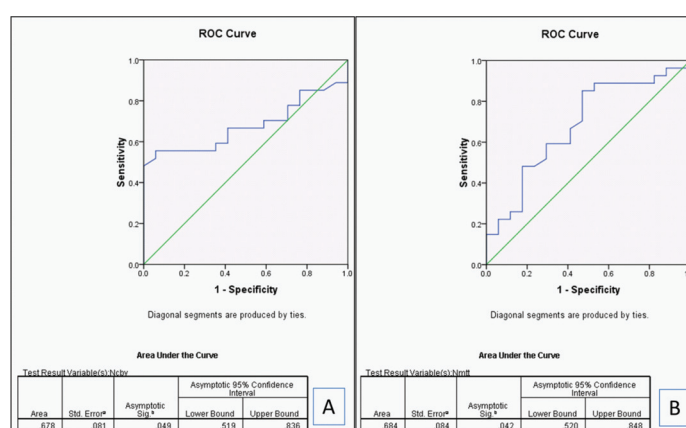 ROC Curve
1.0
0.8
0.6
0.4
0.2
0.0
Sensitivity
0.0 0.2 0.4 0.6 0.8 1.0
1 - Specificity
Diagonal segments are produced by ties.
Area Under the Curve
Test Result Variable(s):Ncbv
Area Std. Errorᵃ Asymptotic Sig.ᵇ Asymptotic 95% Confidence Interval
Lower Bound Upper Bound
.678 .081 .049 .519 .836
A
ROC Curve
1.0
0.8
0.6
0.4
0.2
0.0
Sensitivity
0.0 0.2 0.4 0.6 0.8 1.0
1 - Specificity
Diagonal segments are produced by ties.
Area Under the Curve
Test Result Variable(s):Nmtt
Area Std. Errorᵃ Asymptotic Sig.ᵇ Asymptotic 95% Confidence Interval
Lower Bound Upper Bound
.684 .084 .042 .520 .848
B